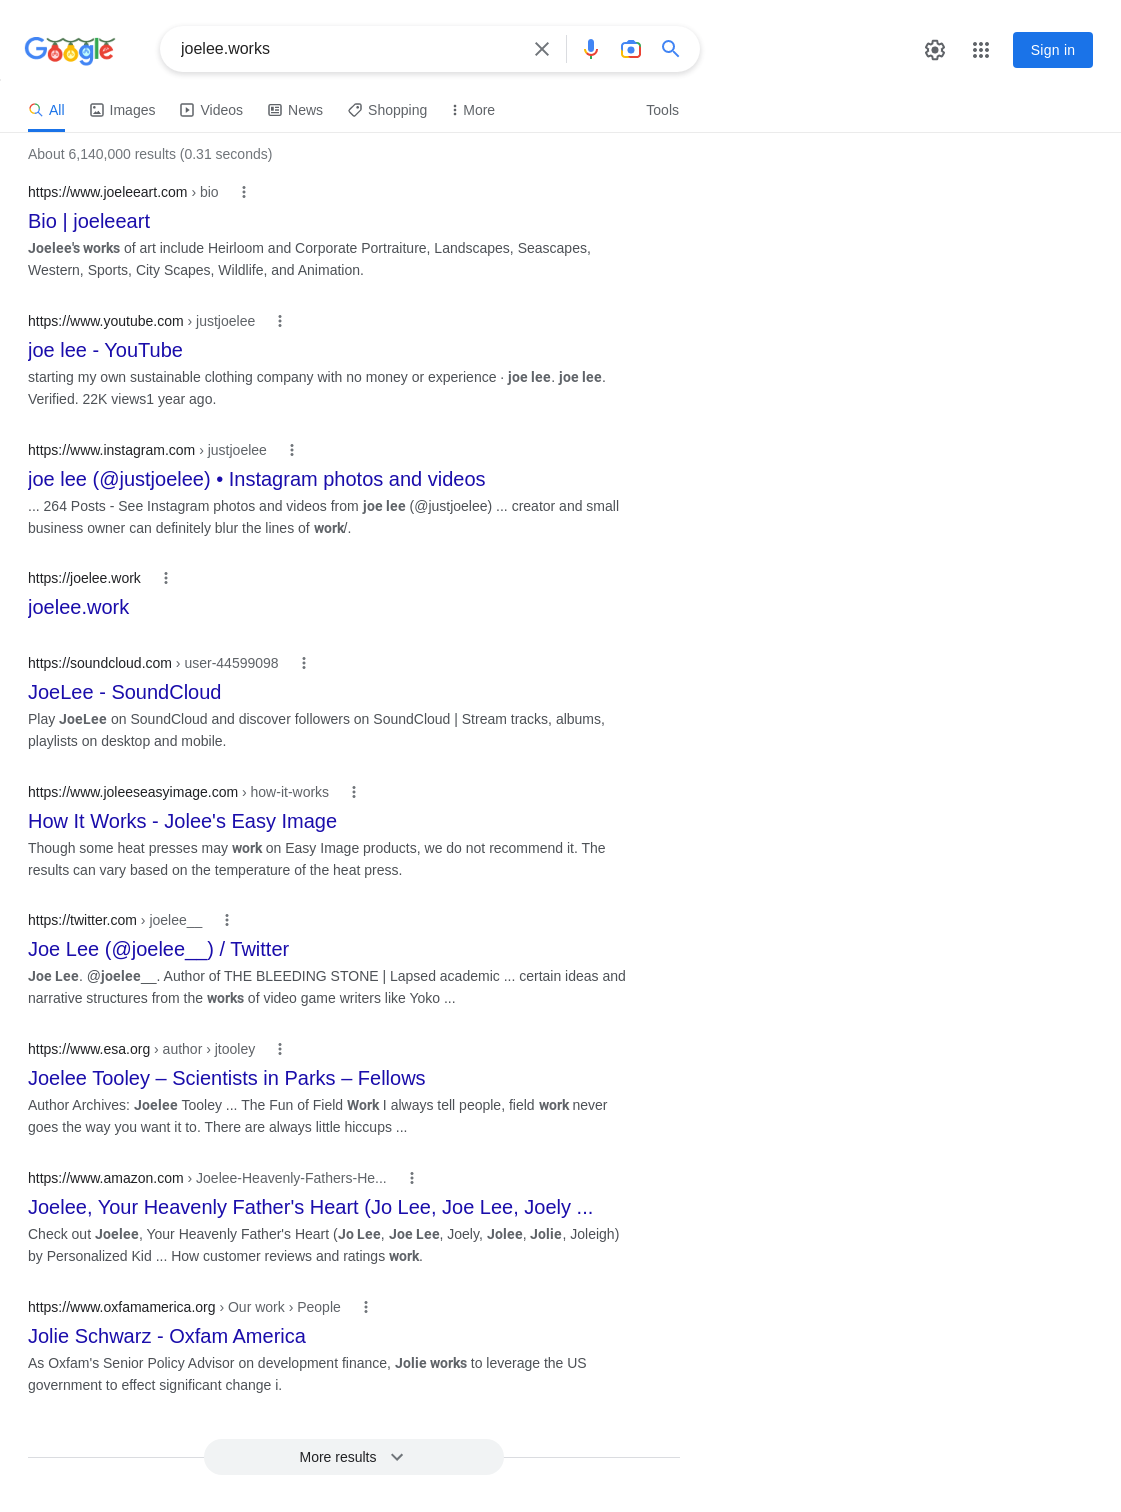 Google
joelee.works
Sign in
All Images Videos News Shopping More Tools
About 6,140,000 results (0.31 seconds)
https://www.joeleeart.com › bio
Bio | joeleeart
Joelee's works of art include Heirloom and Corporate Portraiture, Landscapes, Seascapes,
Western, Sports, City Scapes, Wildlife, and Animation.
https://www.youtube.com › justjoelee
joe lee - YouTube
starting my own sustainable clothing company with no money or experience · joe lee. joe lee.
Verified. 22K views1 year ago.
https://www.instagram.com › justjoelee
joe lee (@justjoelee) • Instagram photos and videos
... 264 Posts - See Instagram photos and videos from joe lee (@justjoelee) ... creator and small
business owner can definitely blur the lines of work/.
https://joelee.work
joelee.work
https://soundcloud.com › user-44599098
JoeLee - SoundCloud
Play JoeLee on SoundCloud and discover followers on SoundCloud | Stream tracks, albums,
playlists on desktop and mobile.
https://www.joleeseasyimage.com › how-it-works
How It Works - Jolee's Easy Image
Though some heat presses may work on Easy Image products, we do not recommend it. The
results can vary based on the temperature of the heat press.
https://twitter.com › joelee__
Joe Lee (@joelee__) / Twitter
Joe Lee. @joelee__. Author of THE BLEEDING STONE | Lapsed academic ... certain ideas and
narrative structures from the works of video game writers like Yoko ...
https://www.esa.org › author › jtooley
Joelee Tooley – Scientists in Parks – Fellows
Author Archives: Joelee Tooley ... The Fun of Field Work I always tell people, field work never
goes the way you want it to. There are always little hiccups ...
https://www.amazon.com › Joelee-Heavenly-Fathers-He...
Joelee, Your Heavenly Father's Heart (Jo Lee, Joe Lee, Joely ...
Check out Joelee, Your Heavenly Father's Heart (Jo Lee, Joe Lee, Joely, Jolee, Jolie, Joleigh)
by Personalized Kid ... How customer reviews and ratings work.
https://www.oxfamamerica.org › Our work › People
Jolie Schwarz - Oxfam America
As Oxfam's Senior Policy Advisor on development finance, Jolie works to leverage the US
government to effect significant change i.
More results